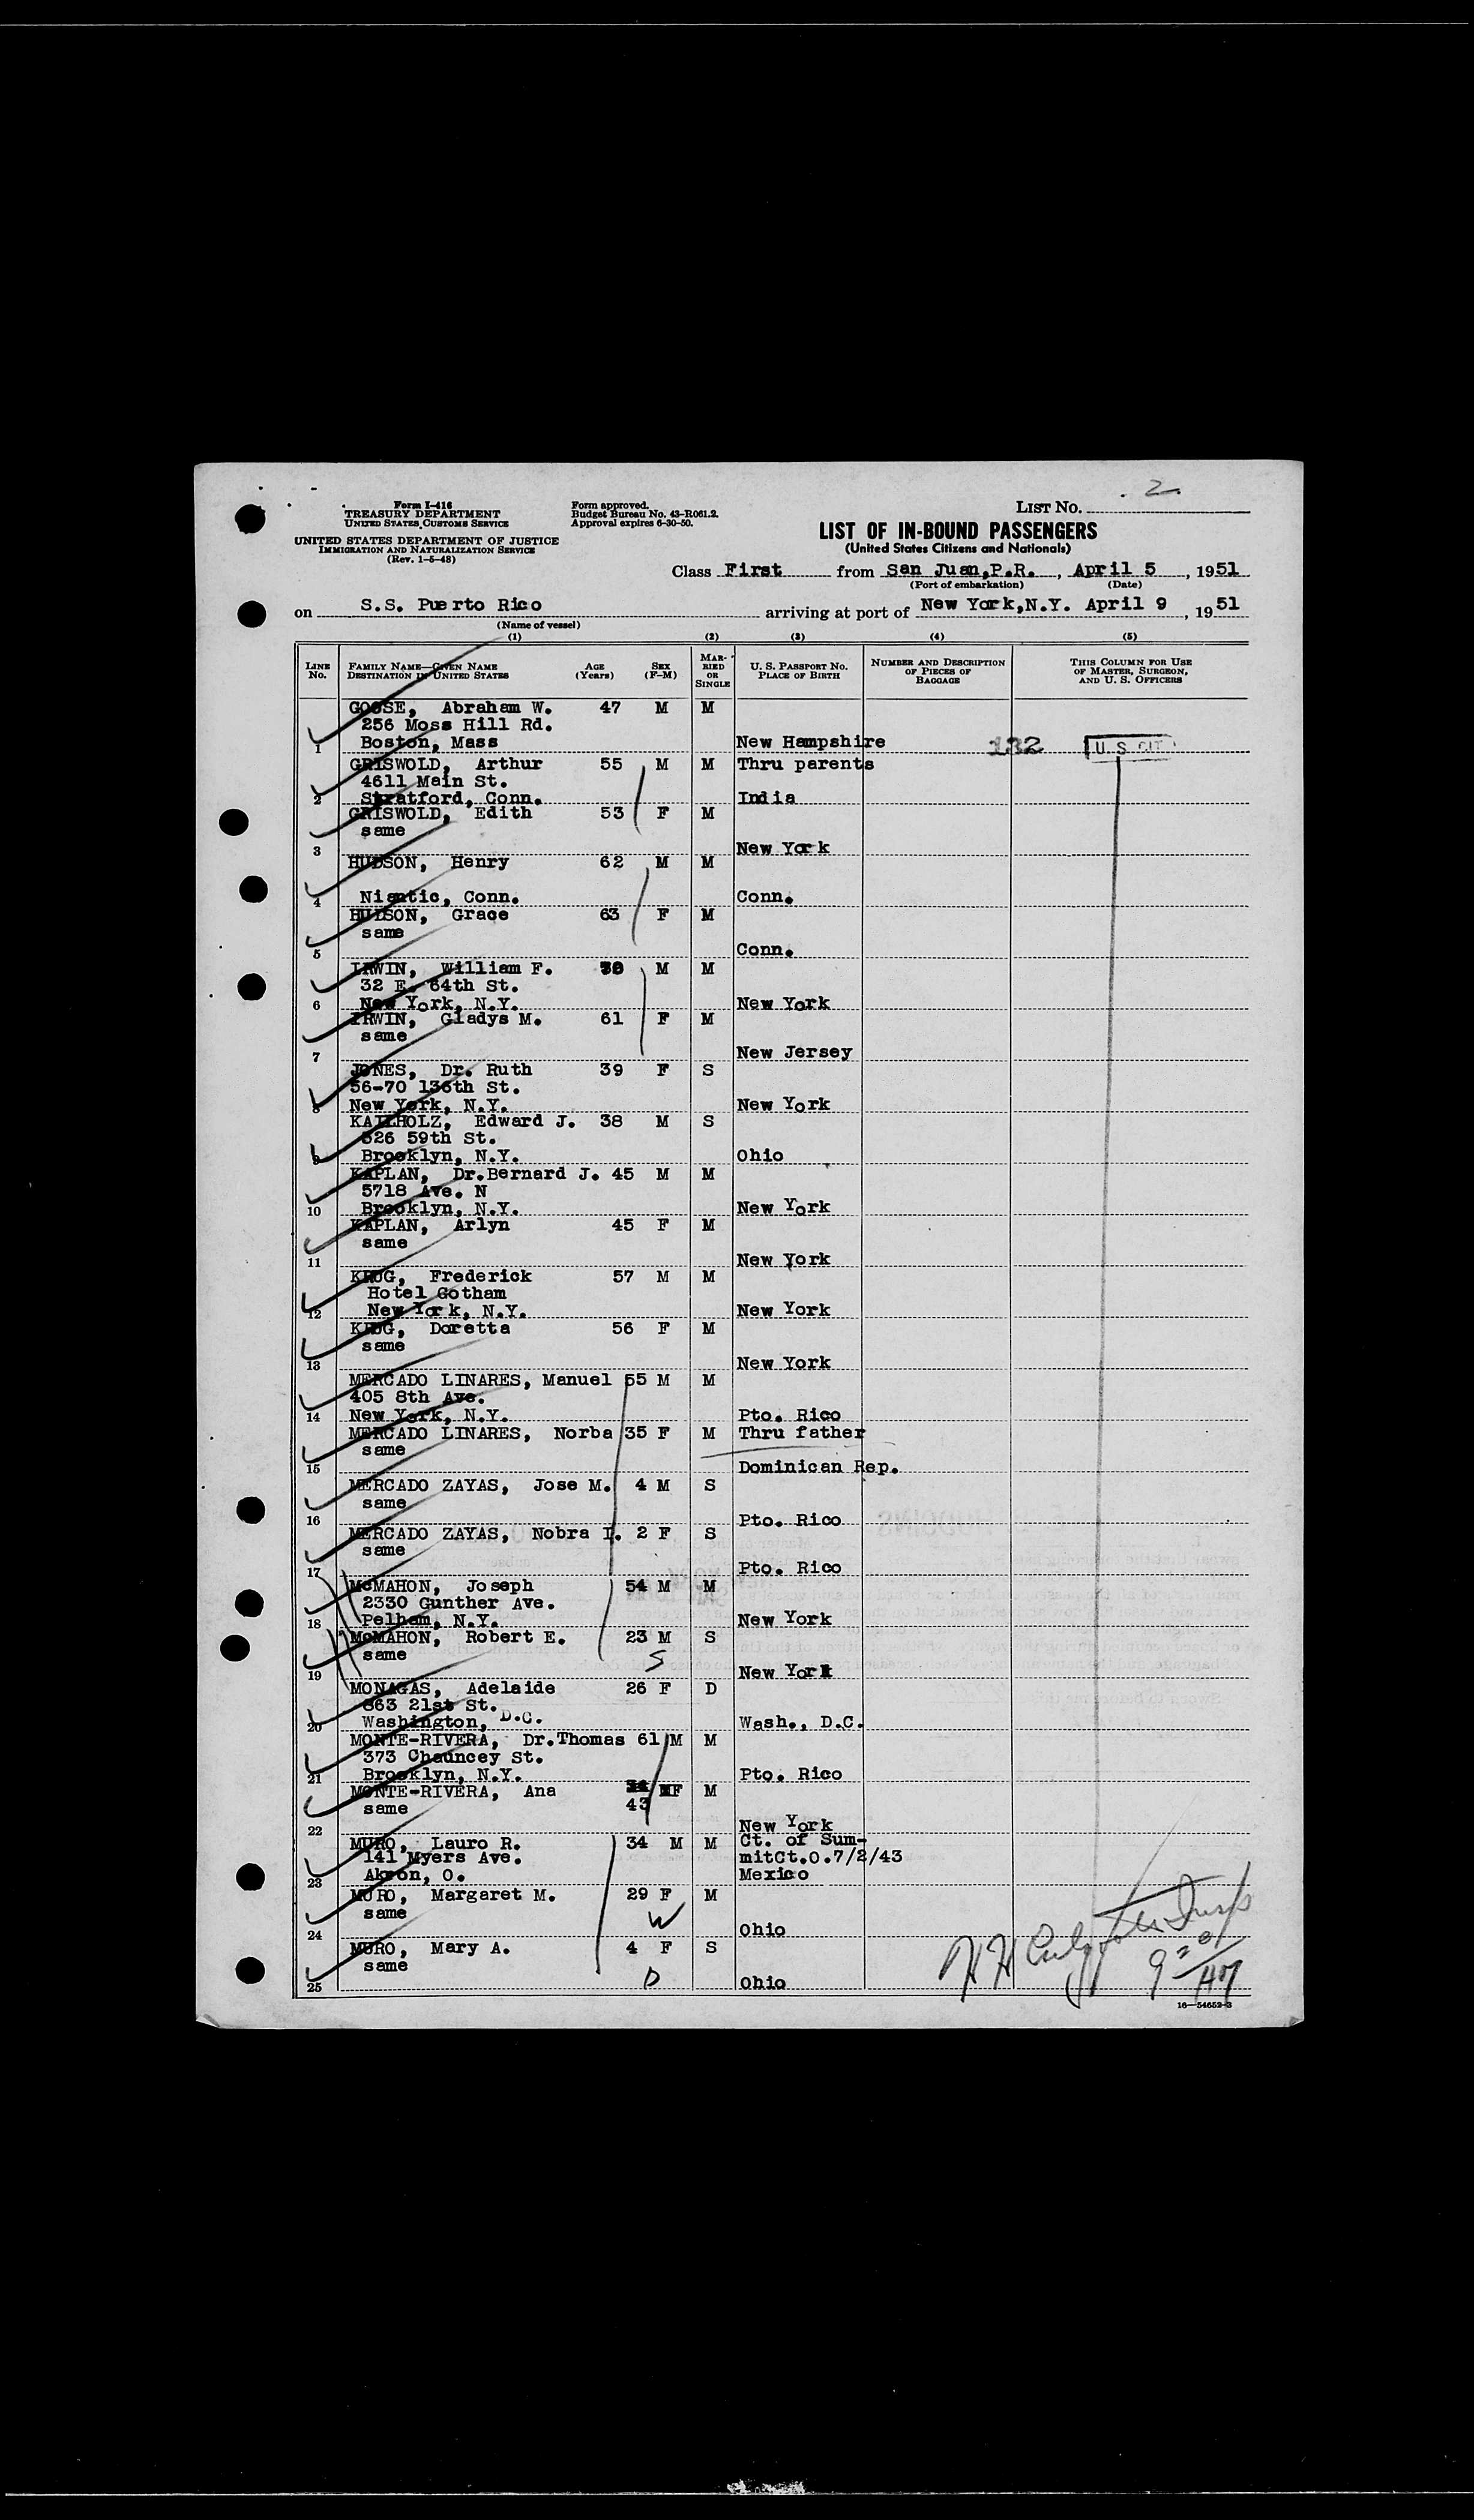 2
Form I-416
TREASURY DEPARTMENT
UNITED STATES CUSTOMS SERVICE
UNITED STATES DEPARTMENT OF JUSTICE
IMMIGRATION AND NATURALIZATION SERVICE
(Rev. 1-5-48)
Form approved.
Budget Bureau No. 43-R061.2.
Approval expires 6-30-50.
LIST No.
LIST OF IN-BOUND PASSENGERS
(United States Citizens and Nationals)
Class First from San Juan,P.R., April 5, 1951
(Port of embarkation) (Date)
on S.S. Puerto Rico arriving at port of New York,N.Y. April 9, 1951
(Name of vessel)
(1) (2) (3) (4) (5)
LINE No. FAMILY NAME—GIVEN NAME DESTINATION IN UNITED STATES AGE (Years) SEX (F-M) MARRIED OR SINGLE U. S. PASSPORT NO. PLACE OF BIRTH NUMBER AND DESCRIPTION OF PIECES OF BAGGAGE THIS COLUMN FOR USE OF MASTER, SURGEON, AND U. S. OFFICERS
GOOSE, Abraham W. 47 M M
256 Moss Hill Rd.
1 Boston, Mass New Hampshire 132 U S CIT
GRISWOLD, Arthur 55 M M Thru parents
4611 Main St.
2 Stratford, Conn. India
GRISWOLD, Edith 53 F M
same
3 New York
HUDSON, Henry 62 M M
4 Niantic, Conn. Conn.
HUDSON, Grace 63 F M
same
5 Conn.
IRWIN, William F. M M
32 E. 64th St.
6 New York, N.Y. New York
IRWIN, Gladys M. 61 F M
same
7 New Jersey
JONES, Dr. Ruth 39 F S
56-70 136th St.
8 New York, N.Y. New York
KAILHOLZ, Edward J. 38 M S
526 59th St.
9 Brooklyn, N.Y. Ohio
KAPLAN, Dr.Bernard J. 45 M M
5718 Ave. N
10 Brooklyn, N.Y. New York
KAPLAN, Arlyn 45 F M
same
11 New York
KRUG, Frederick 57 M M
Hotel Gotham
12 New York, N.Y. New York
KRUG, Doretta 56 F M
same
13 New York
MERCADO LINARES, Manuel 55 M M
405 8th Ave.
14 New York, N.Y. Pto. Rico
MERCADO LINARES, Norba 35 F M Thru father
same
15 Dominican Rep.
MERCADO ZAYAS, Jose M. 4 M S
same
16 Pto. Rico
MERCADO ZAYAS, Nobra I. 2 F S
same
17 Pto. Rico
McMAHON, Joseph 54 M M
2330 Gunther Ave.
18 Pelham, N.Y. New York
McMAHON, Robert E. 23 M S
same S
19 New York
MONAGAS, Adelaide 26 F D
863 21st St.
20 Washington, D.C. Wash., D.C.
MONTE-RIVERA, Dr.Thomas 61 M M
373 Chauncey St.
21 Brooklyn, N.Y. Pto. Rico
MONTE-RIVERA, Ana F M
same 43
22 New York
MURO, Lauro R. 34 M M Ct. of Sum-
141 Myers Ave. mitCt.O.7/2/43
23 Akron, O. Mexico
MURO, Margaret M. 29 F M
same W
24 Ohio
MURO, Mary A. 4 F S
same D
25 Ohio
16—54652-3